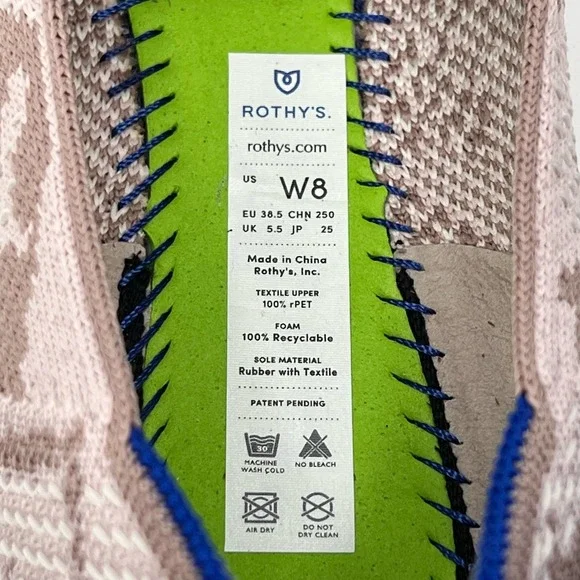 ROTHY'S.
rothys.com
US W8
EU 38.5 CHN 250
UK 5.5 JP 25
Made in China
Rothy's, Inc.
TEXTILE UPPER
100% rPET
FOAM
100% Recyclable
SOLE MATERIAL
Rubber with Textile
PATENT PENDING
30
MACHINE WASH COLD
NO BLEACH
AIR DRY
DO NOT DRY CLEAN